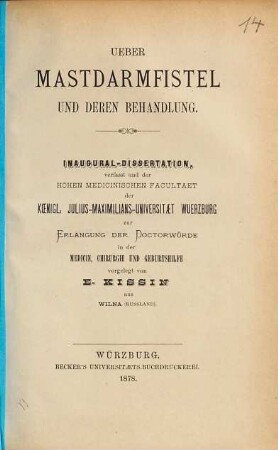 14
UEBER
MASTDARMFISTEL
UND DEREN BEHANDLUNG.
INAUGURAL-DISSERTATION,
verfasst und der
HOHEN MEDICINISCHEN FACULTAET
der
KŒNIGL. JULIUS-MAXIMILIANS-UNIVERSITÆT WUERZBURG
zur
ERLANGUNG DER DOCTORWÜRDE
in der
MEDICIN, CHIRURGIE UND GEBURTSHILFE
vorgelegt von
E. KISSIN
aus
WILNA (RUSSLAND).
WÜRZBURG,
BECKER'S UNIVERSITÆTS-BUCHDRUCKEREI.
1878.